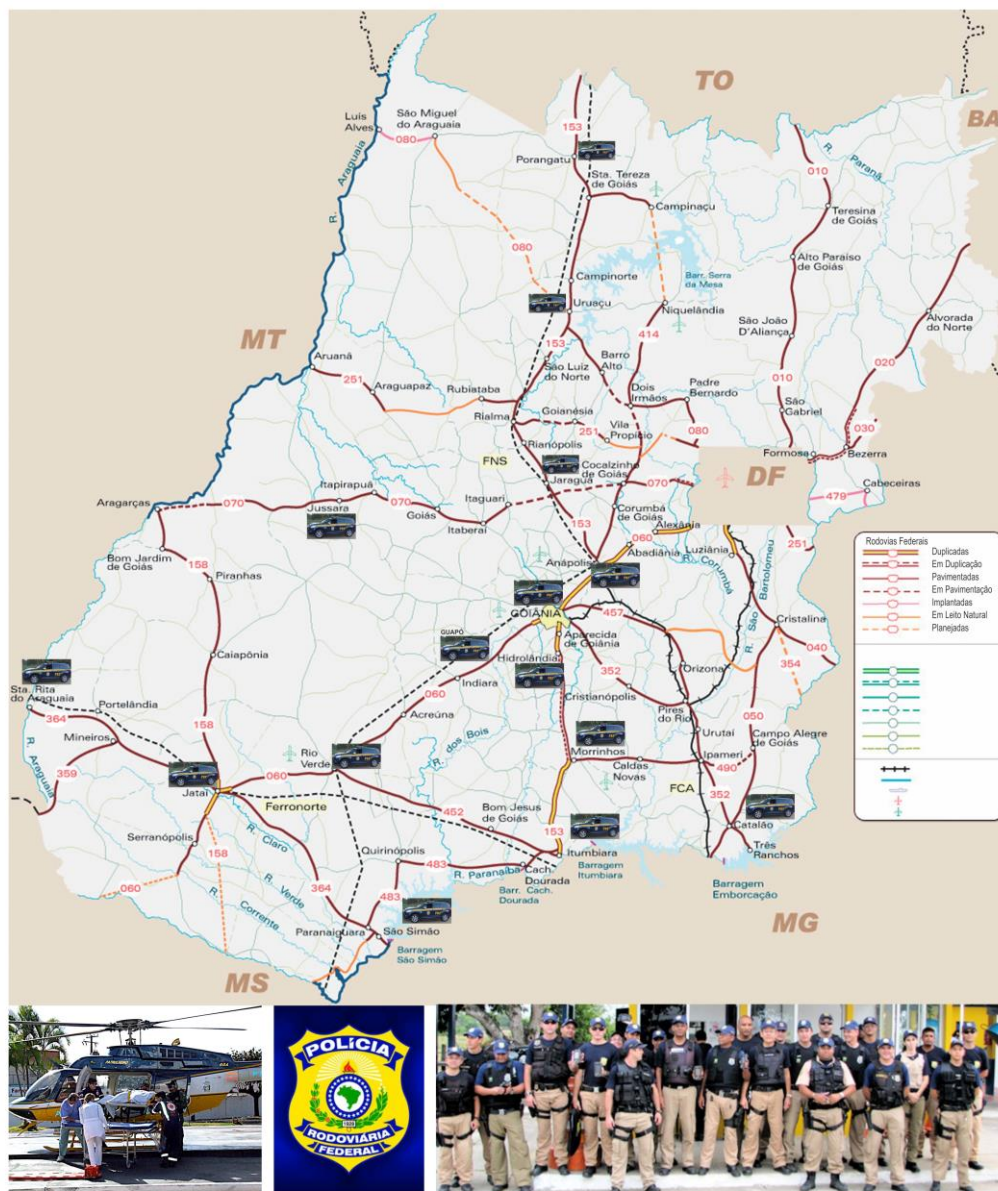 TO
BA
Luís
Alves
São Miguel
do Araguaia
080
153
Porangatu
Sta. Tereza
de Goiás
Campinaçu
010
R. Paranã
Teresina
de Goiás
R. Araguaia
080
Alto Paraíso
de Goiás
Campinorte
Barr. Serra
da Mesa
Uruaçu
Niquelândia
São João
D'Aliança
Alvorada
do Norte
MT
153
414
020
Aruanã
São Luiz
do Norte
Barro
Alto
251
Araguapaz
Rubiataba
Dois
Irmãos
Padre
Bernardo
010
São
Gabriel
Rialma
Goianésia
251
Vila
Propício
080
030
Rianópolis
Formosa
Bezerra
FNS
Cocalzinho
de Goiás
DF
Cabeceiras
Itapirapuã
Jaraguá
070
479
Aragarças
070
Jussara
070
Goiás
Itaguari
Itaberaí
153
Corumbá
de Goiás
Alexânia
060
Abadiânia
Luziânia
251
Bom Jardim
de Goiás
158
Piranhas
Anápolis
R. Corumbá
R. São Bartolomeu
Rodovias Federais
Duplicadas
Em Duplicação
Pavimentadas
Em Pavimentação
Implantadas
Em Leito Natural
Planejadas
GOIÂNIA
457
Cristalina
GUAPÓ
Aparecida
de Goiânia
Caiapônia
Hidrolândia
352
Orizona
354
040
Sta. Rita
do Araguaia
Indiara
060
Cristianópolis
Portelândia
364
Acreúna
Pires
do Rio
050
158
R. dos Bois
Urutaí
Campo Alegre
de Goiás
Mineiros
R. Araguaia
359
Rio
Verde
Morrinhos
Caldas
Novas
Ipameri
490
Jataí
060
Ferronorte
FCA
352
452
Bom Jesus
de Goiás
153
Catalão
Serranópolis
R. Claro
158
Quirinópolis
Itumbiara
Três
Ranchos
483
R. Paranaíba
Cach.
Dourada
Barragem
Itumbiara
Barr. Cach.
Dourada
Barragem
Emborcação
060
R. Verde
364
R. Corrente
483
Paranaiguara
São Simão
MG
Barragem
São Simão
MS
POLÍCIA
1928
RODOVIÁRIA
FEDERAL